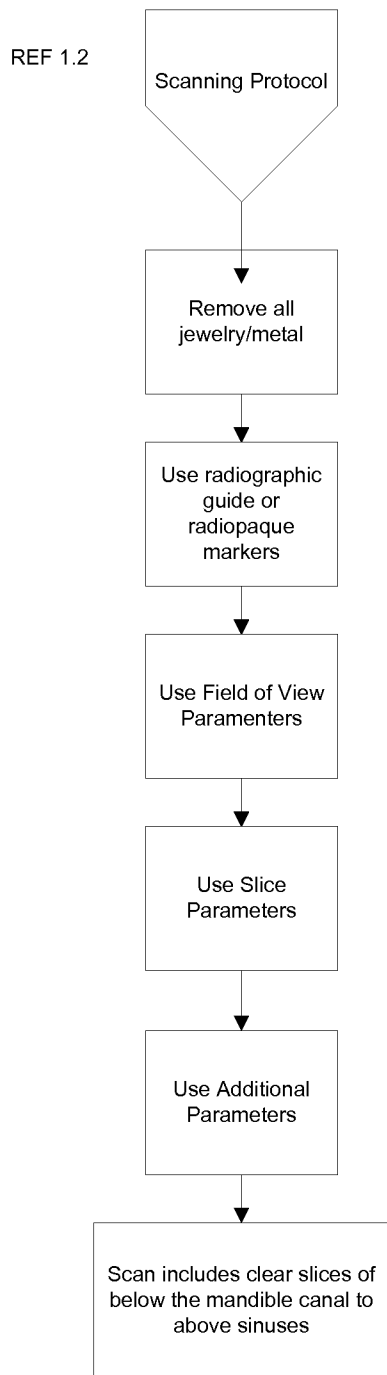 REF 1.2
Scanning Protocol
Remove all
jewelry/metal
Use radiographic
guide or
radiopaque
markers
Use Field of View
Paramenters
Use Slice
Parameters
Use Additional
Parameters
Scan includes clear slices of
below the mandible canal to
above sinuses